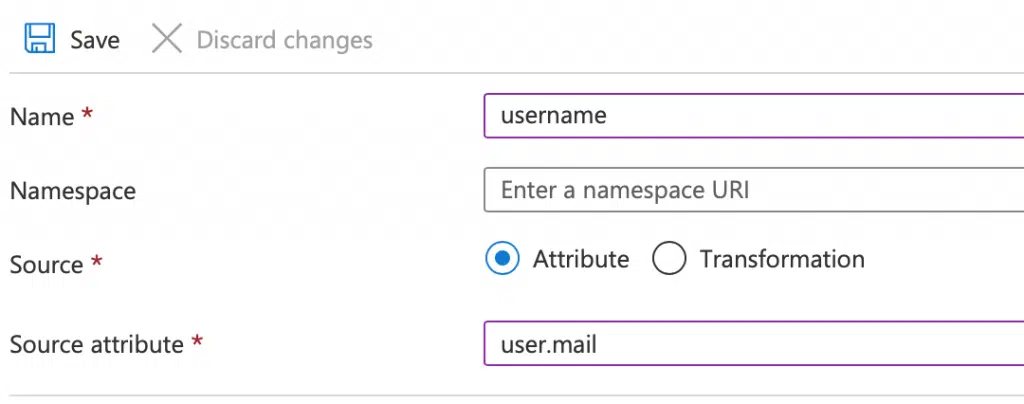 Save Discard changes
Name * username
Namespace Enter a namespace URI
Source * Attribute Transformation
Source attribute * user.mail